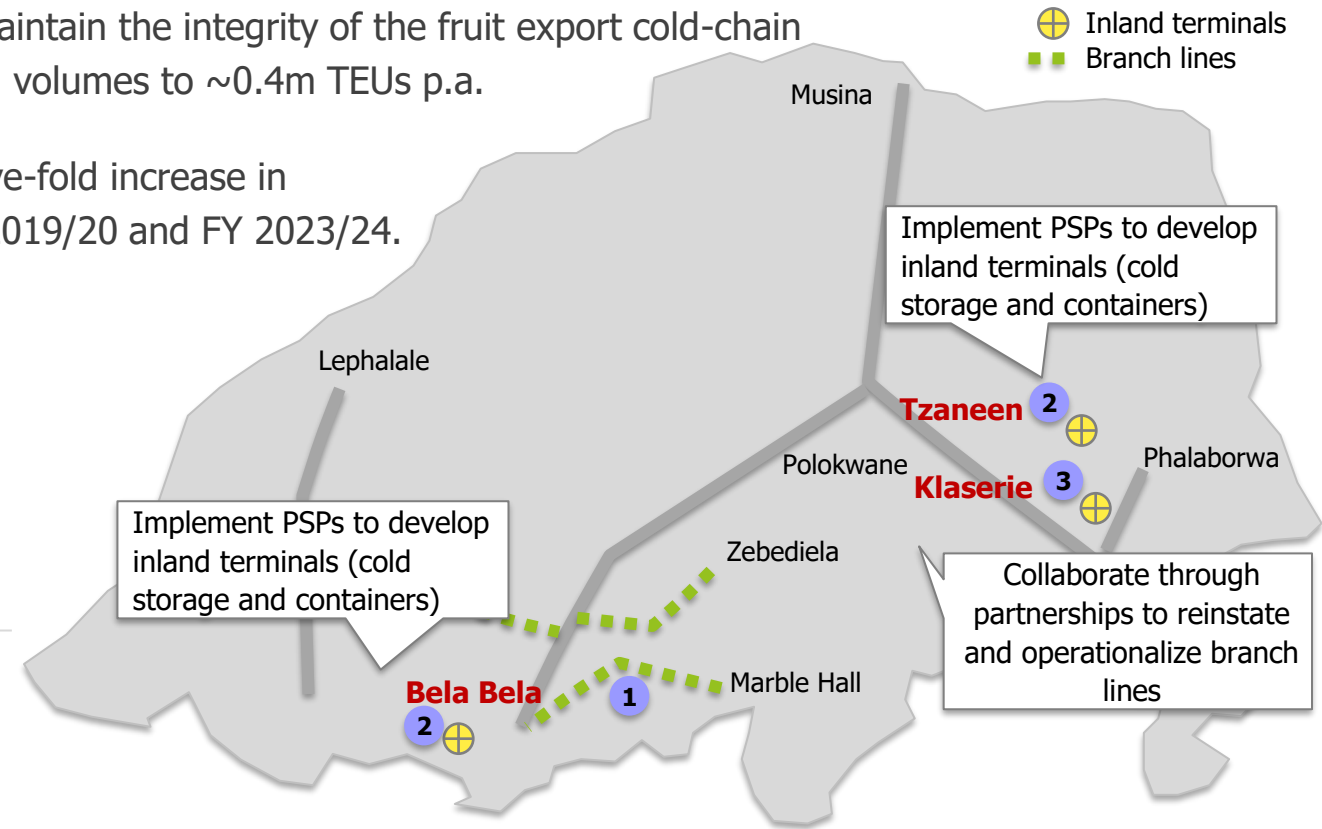 aintain the integrity of the fruit export cold-chain
volumes to ~0.4m TEUs p.a.
ve-fold increase in
2019/20 and FY 2023/24.
Inland terminals
Branch lines
Musina
Implement PSPs to develop
inland terminals (cold
storage and containers)
Lephalale
Tzaneen
2
Polokwane
Phalaborwa
Klaserie
3
Implement PSPs to develop
inland terminals (cold
storage and containers)
Zebediela
Collaborate through
partnerships to reinstate
and operationalize branch
lines
Bela Bela
Marble Hall
1
2